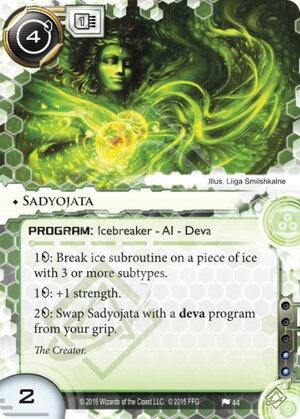 4
1
Illus. Liiga Smilshkalne
SADYOJATA
PROGRAM: Icebreaker - AI - Deva
1: Break ice subroutine on a piece of ice
with 3 or more subtypes.
1: +1 strength.
2: Swap Sadyojata with a deva program
from your grip.
The Creator.
2
© 2015 Wizards of the Coast LLC. © 2015 FFG
44